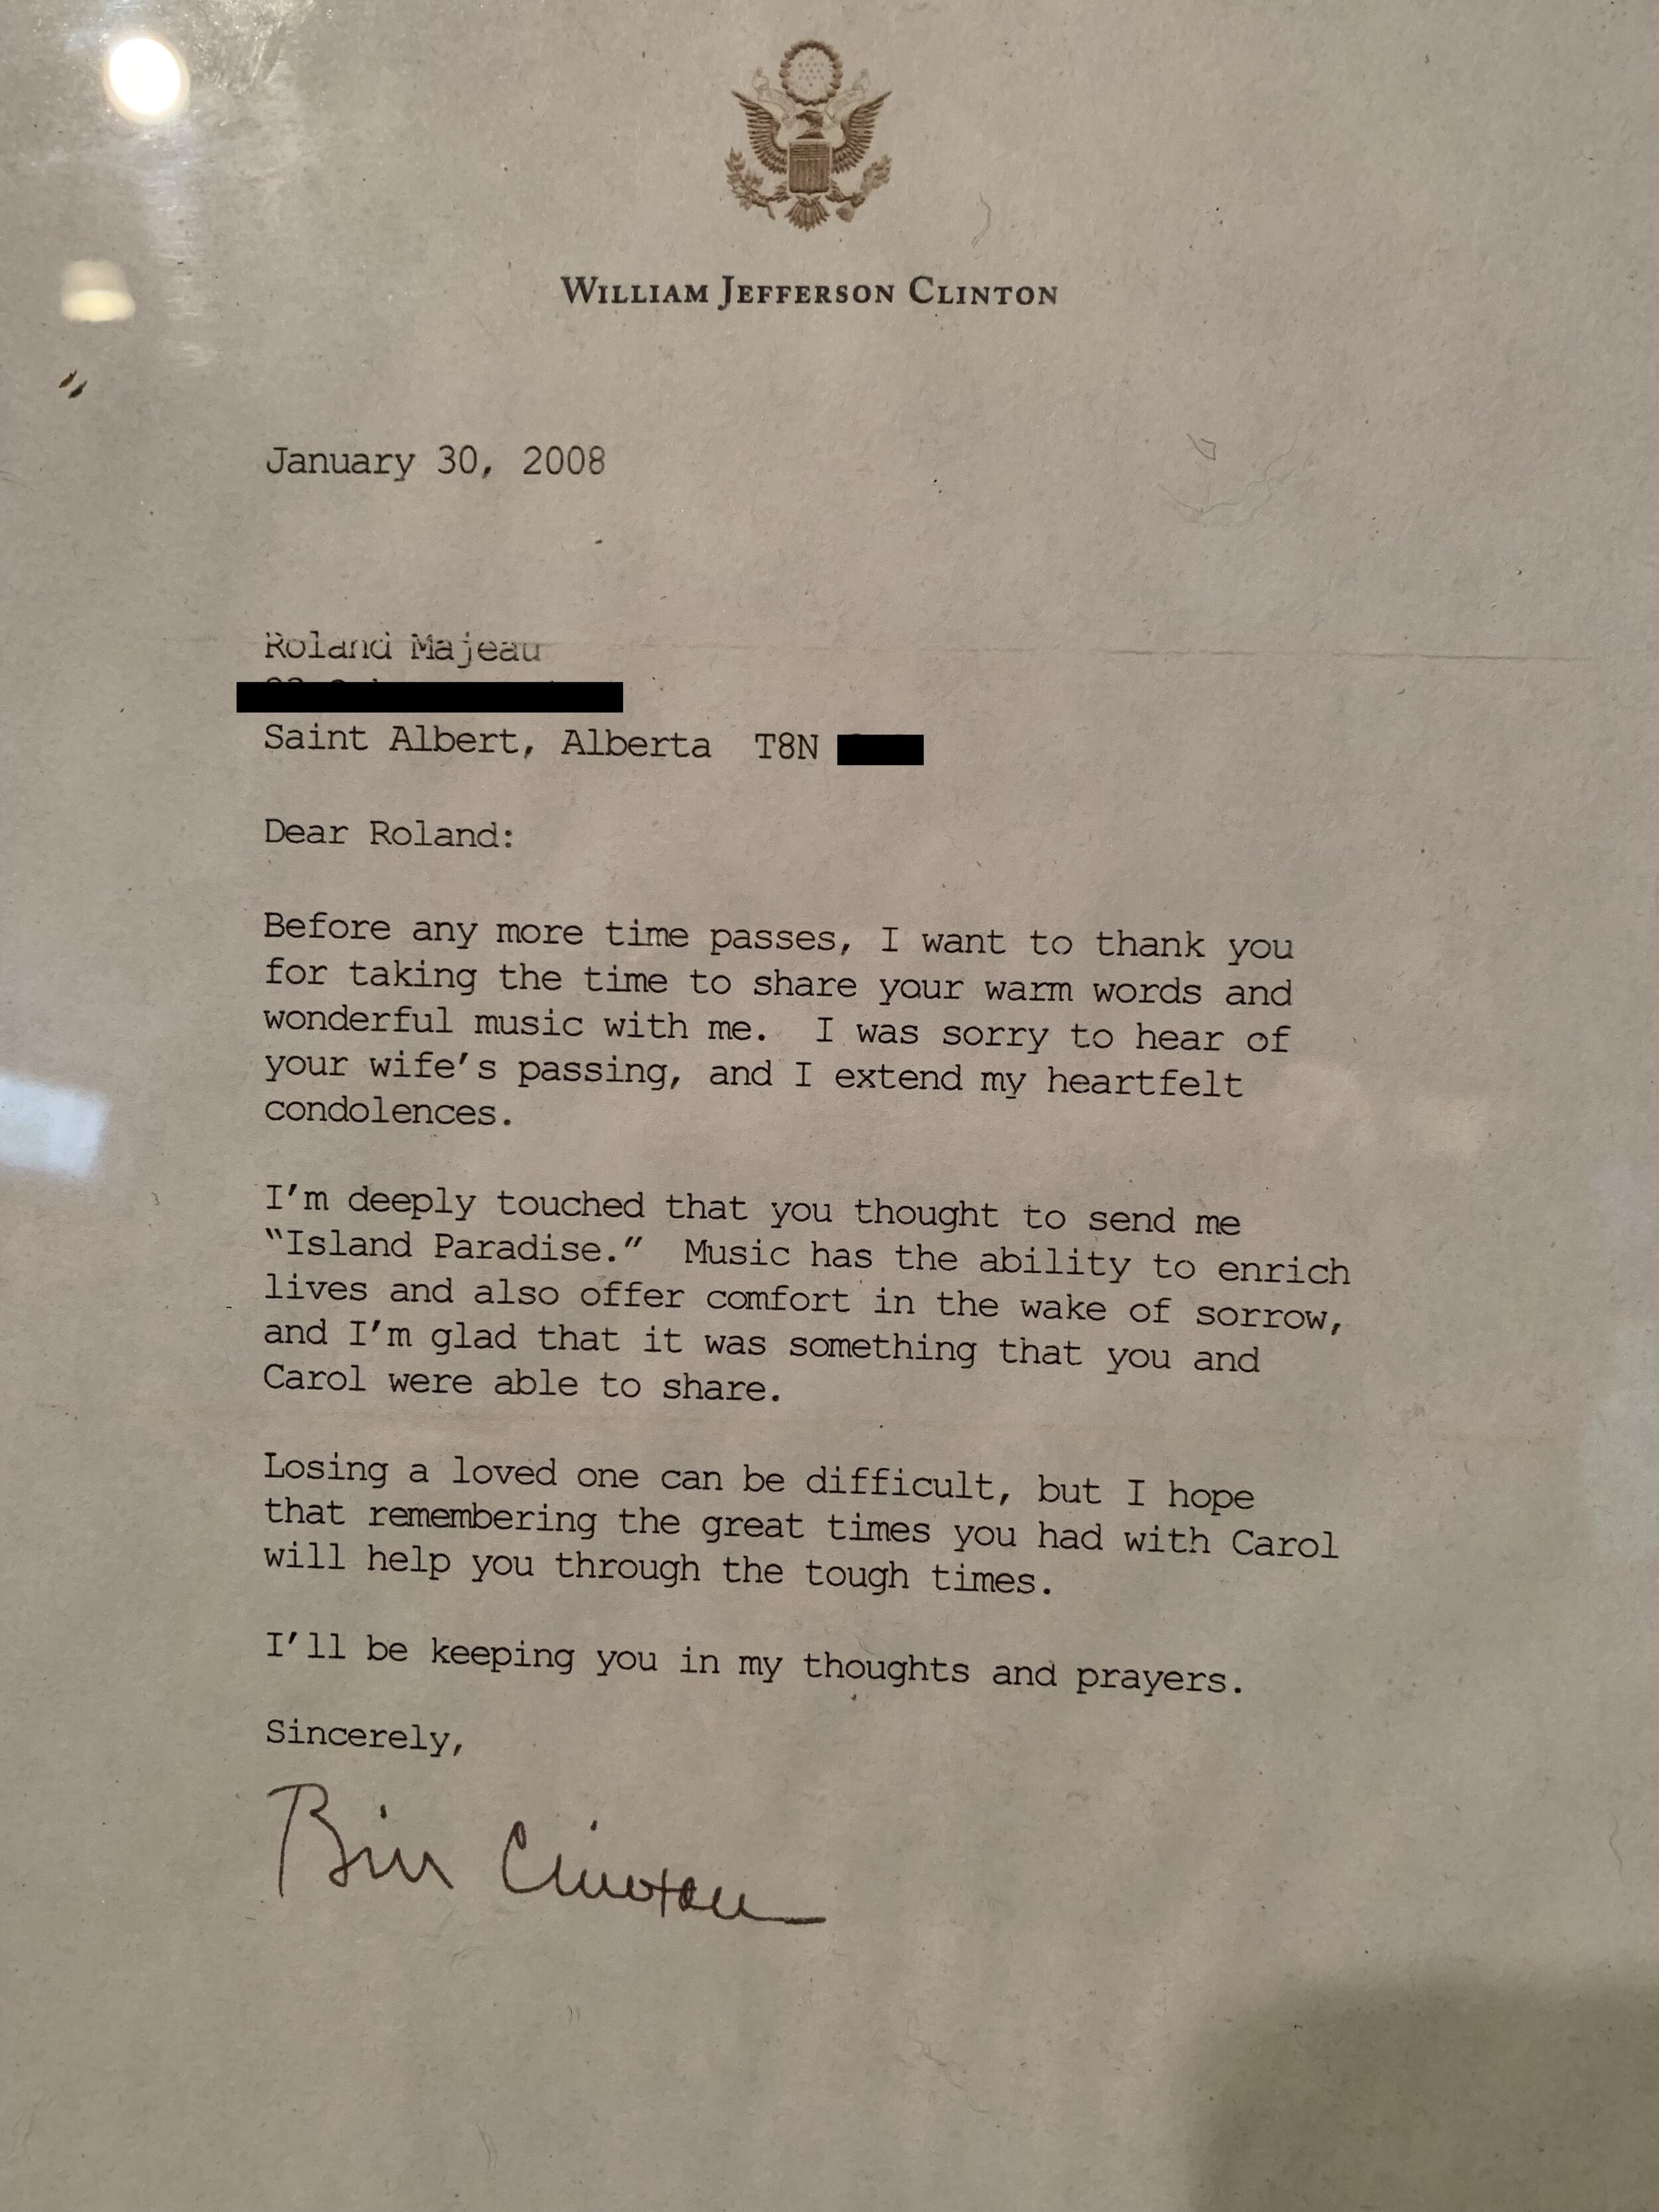 WILLIAM JEFFERSON CLINTON
January 30, 2008
Roland Majeau
Saint Albert, Alberta  T8N
Dear Roland:
Before any more time passes, I want to thank you
for taking the time to share your warm words and
wonderful music with me.  I was sorry to hear of
your wife's passing, and I extend my heartfelt
condolences.
I'm deeply touched that you thought to send me
"Island Paradise."  Music has the ability to enrich
lives and also offer comfort in the wake of sorrow,
and I'm glad that it was something that you and
Carol were able to share.
Losing a loved one can be difficult, but I hope
that remembering the great times you had with Carol
will help you through the tough times.
I'll be keeping you in my thoughts and prayers.
Sincerely,
Bill Clinton